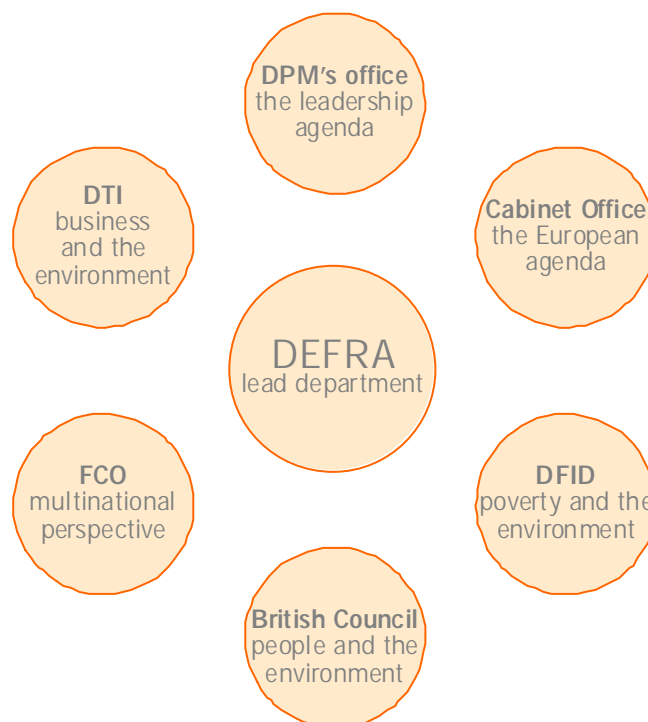 DPM's office
the leadership
agenda
DTI
business
and the
environment
Cabinet Office
the European
agenda
DEFRA
lead department
FCO
multinational
perspective
DFID
poverty and the
environment
British Council
people and the
environment